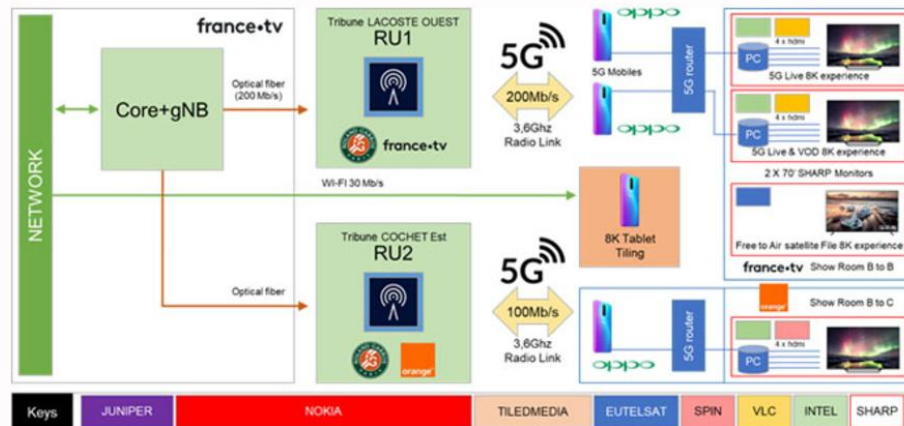 france•tv
Tribune LACOSTE OUEST
RU1
5G
oppo
5G Mobiles
5G router
4 x hdmi
PC
5G Live 8K experience
Core+gNB
Optical fiber
(200 Mb/s)
200Mb/s
3,6Ghz
Radio Link
ROLAND GARROS
france•tv
oppo
4 x hdmi
PC
5G Live & VOD 8K experience
2 X 70' SHARP Monitors
NETWORK
WI-FI 30 Mb/s
8K Tablet
Tiling
Free to Air satellite File 8K experience
france•tv Show Room B to B
Tribune COCHET Est
RU2
5G
Optical fiber
100Mb/s
3,6Ghz
Radio Link
orange
oppo
5G router
orange
Show Room B to C
4 x hdmi
PC
Keys
JUNIPER
NOKIA
TILEDMEDIA
EUTELSAT
SPIN
VLC
INTEL
SHARP